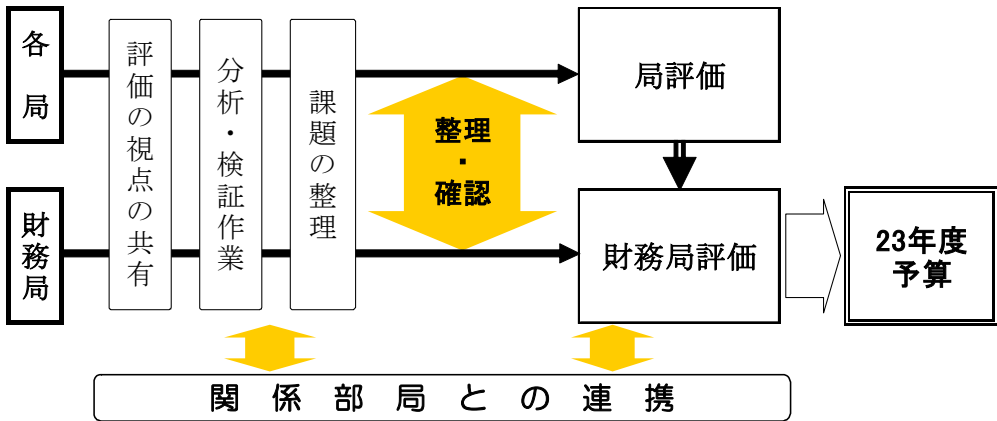 各局
財務局
評価の視点の共有
分析・検証作業
課題の整理
整理
・
確認
局評価
財務局評価
23年度
予算
関係部局との連携